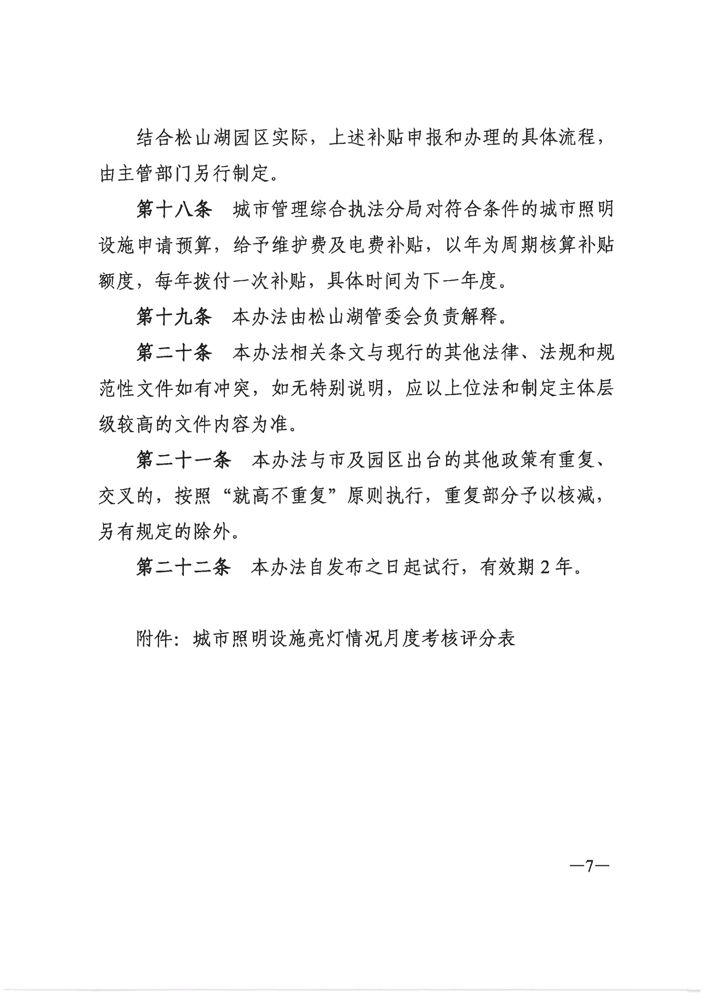 结合松山湖园区实际，上述补贴申报和办理的具体流程，
由主管部门另行制定。
第十八条　城市管理综合执法分局对符合条件的城市照明
设施申请预算，给予维护费及电费补贴，以年为周期核算补贴
额度，每年拨付一次补贴，具体时间为下一年度。
第十九条　本办法由松山湖管委会负责解释。
第二十条　本办法相关条文与现行的其他法律、法规和规
范性文件如有冲突，如无特别说明，应以上位法和制定主体层
级较高的文件内容为准。
第二十一条　本办法与市及园区出台的其他政策有重复、
交叉的，按照“就高不重复”原则执行，重复部分予以核减，
另有规定的除外。
第二十二条　本办法自发布之日起试行，有效期 2 年。
附件：城市照明设施亮灯情况月度考核评分表
—7—